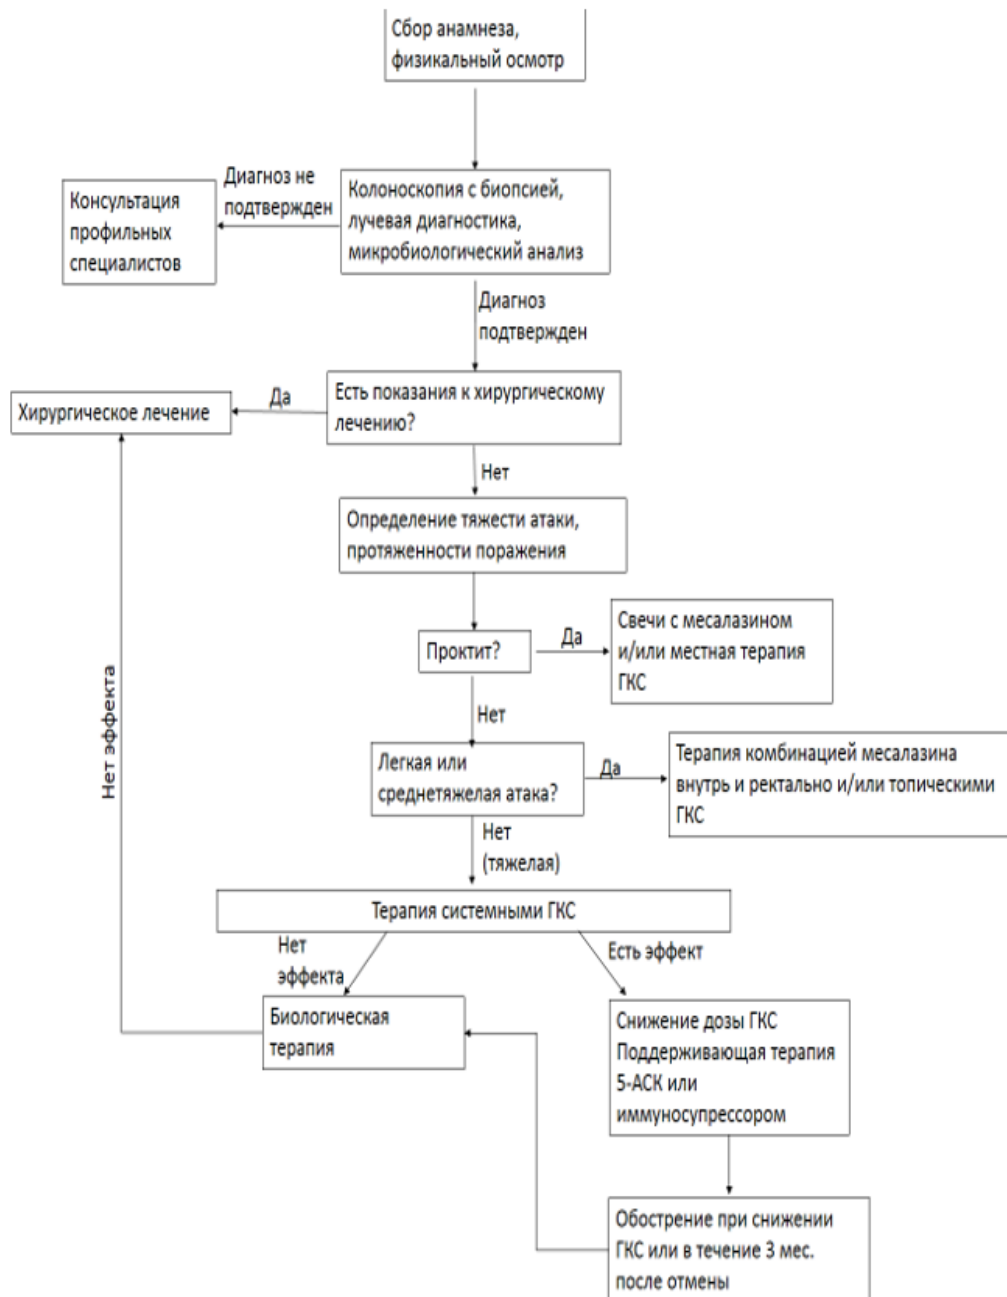 Сбор анамнеза,
физикальный осмотр
Диагноз не
подтвержден
Консультация
профильных
специалистов
Колоноскопия с биопсией,
лучевая диагностика,
микробиологический анализ
Диагноз
подтвержден
Есть показания к хирургическому
лечению?
Да
Хирургическое лечение
Нет
Определение тяжести атаки,
протяженности поражения
Проктит?
Да
Свечи с месалазином
и/или местная терапия
ГКС
Нет
Легкая или
среднетяжелая атака?
Да
Терапия комбинацией месалазина
внутрь и ректально и/или топическими
ГКС
Нет
(тяжелая)
Терапия системными ГКС
Нет
эффекта
Есть эффект
Биологическая
терапия
Нет эффекта
Снижение дозы ГКС
Поддерживающая терапия
5-АСК или
иммуносупрессором
Обострение при снижении
ГКС или в течение 3 мес.
после отмены